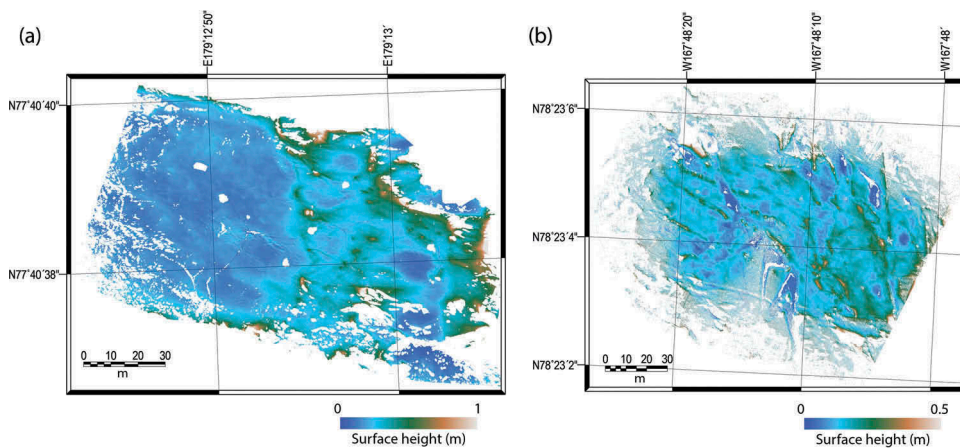 (a)
E179°12´50"
E179°13´
N77°40´40"
N77°40´38"
0 10 20 30
m
0 1
Surface height (m)
(b)
W167°48´20"
W167°48´10"
W167°48´
N78°23´6"
N78°23´4"
N78°23´2"
0 10 20 30
m
0 0.5
Surface height (m)